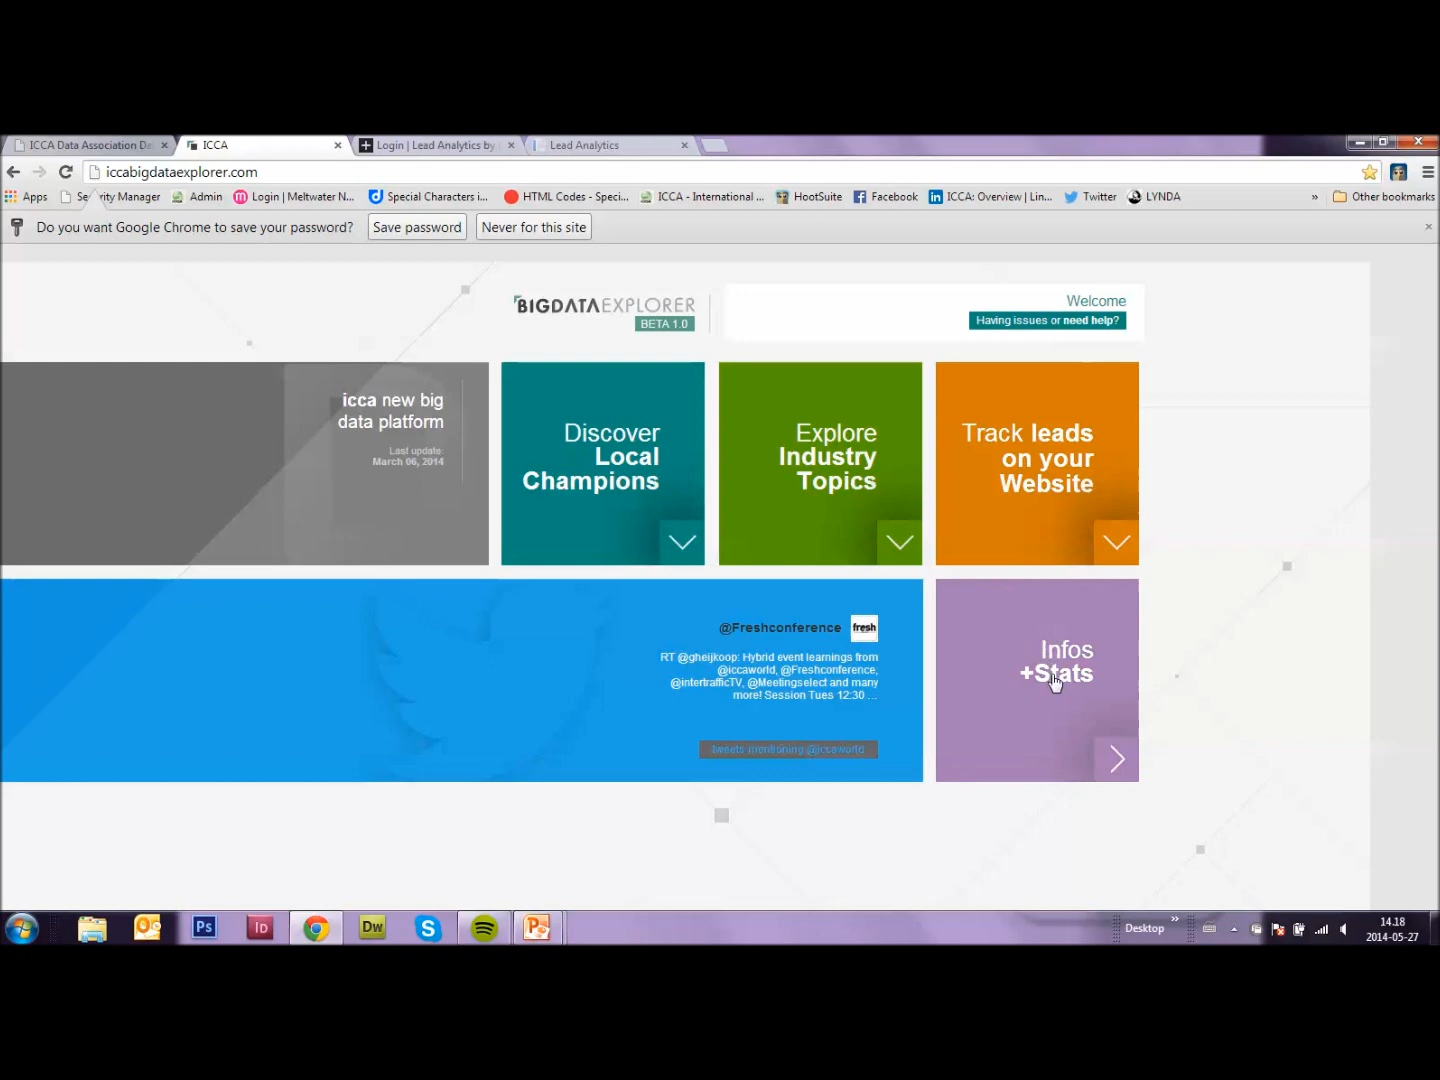 ICCA Data Association Da
ICCA
Login | Lead Analytics by
Lead Analytics
iccabigdataexplorer.com
Apps
Admin
Login | Meltwater N...
Special Characters i...
HTML Codes - Speci...
ICCA - International ...
HootSuite
Facebook
ICCA: Overview | Lin...
Twitter
LYNDA
»
Other bookmarks
Do you want Google Chrome to save your password?
Save password
Never for this site
BIGDATAEXPLORER
BETA 1.0
Welcome
Having issues or need help?
icca new big
data platform
Last update:
March 06, 2014
Discover
Local
Champions
Explore
Industry
Topics
Track leads
on your
Website
@Freshconference
fresh
RT @gheijkoop: Hybrid event learnings from
@iccaworld, @Freshconference,
@intertrafficTV, @Meetingselect and many
more! Session Tues 12:30 ...
tweets mentioning @iccaworld
Infos
+Stats
Ps
Id
Dw
Desktop
»
14.18
2014-05-27